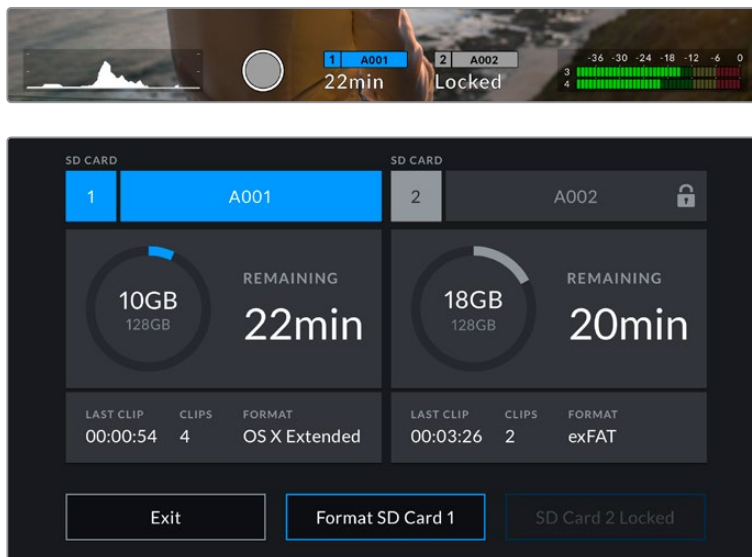 1 A001 2 A002
22min Locked
-36 -30 -24 -18 -12 -6 0
3
4
SD CARD SD CARD
1 A001 2 A002
10GB
128GB
REMAINING
22min
18GB
128GB
REMAINING
20min
LAST CLIP CLIPS FORMAT
00:00:54 4 OS X Extended
LAST CLIP CLIPS FORMAT
00:03:26 2 exFAT
Exit Format SD Card 1 SD Card 2 Locked